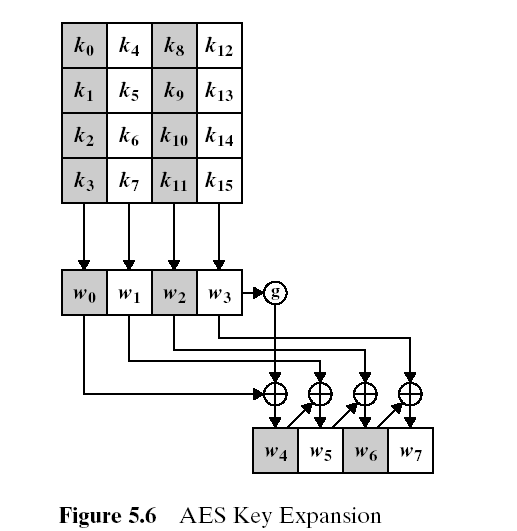 k0 k4 k8 k12
k1 k5 k9 k13
k2 k6 k10 k14
k3 k7 k11 k15
w0 w1 w2 w3 g
w4 w5 w6 w7
Figure 5.6 AES Key Expansion